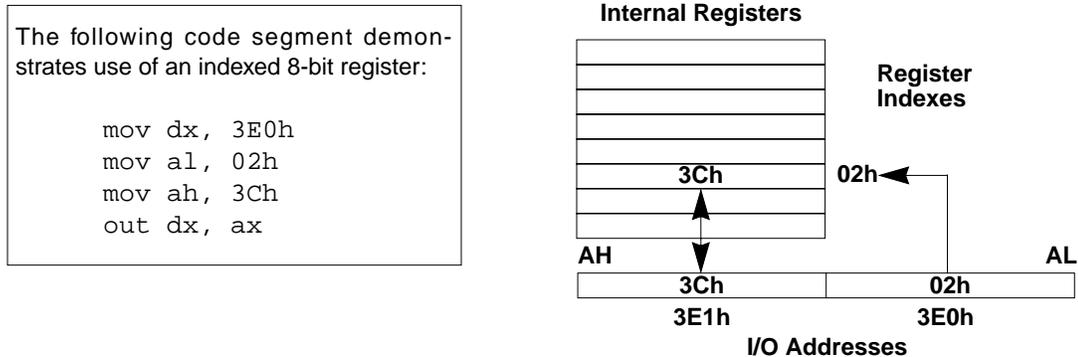 The following code segment demon-
strates use of an indexed 8-bit register:
mov dx, 3E0h
mov al, 02h
mov ah, 3Ch
out dx, ax
Internal Registers
Register
Indexes
3Ch
02h
AH
AL
3Ch
02h
3E1h
3E0h
I/O Addresses